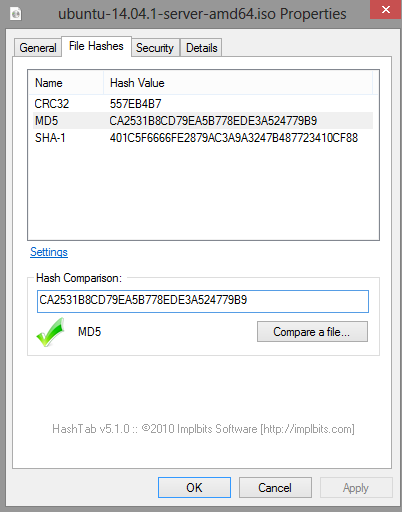 ubuntu-14.04.1-server-amd64.iso Properties
General File Hashes Security Details
Name Hash Value
CRC32 557EB4B7
MD5 CA2531B8CD79EA5B778EDE3A524779B9
SHA-1 401C5F6666FE2879AC3A9A3247B487723410CF88
Settings
Hash Comparison:
CA2531B8CD79EA5B778EDE3A524779B9
MD5 Compare a file...
HashTab v5.1.0 :: ©2010 Implbits Software [http://implbits.com]
OK Cancel Apply